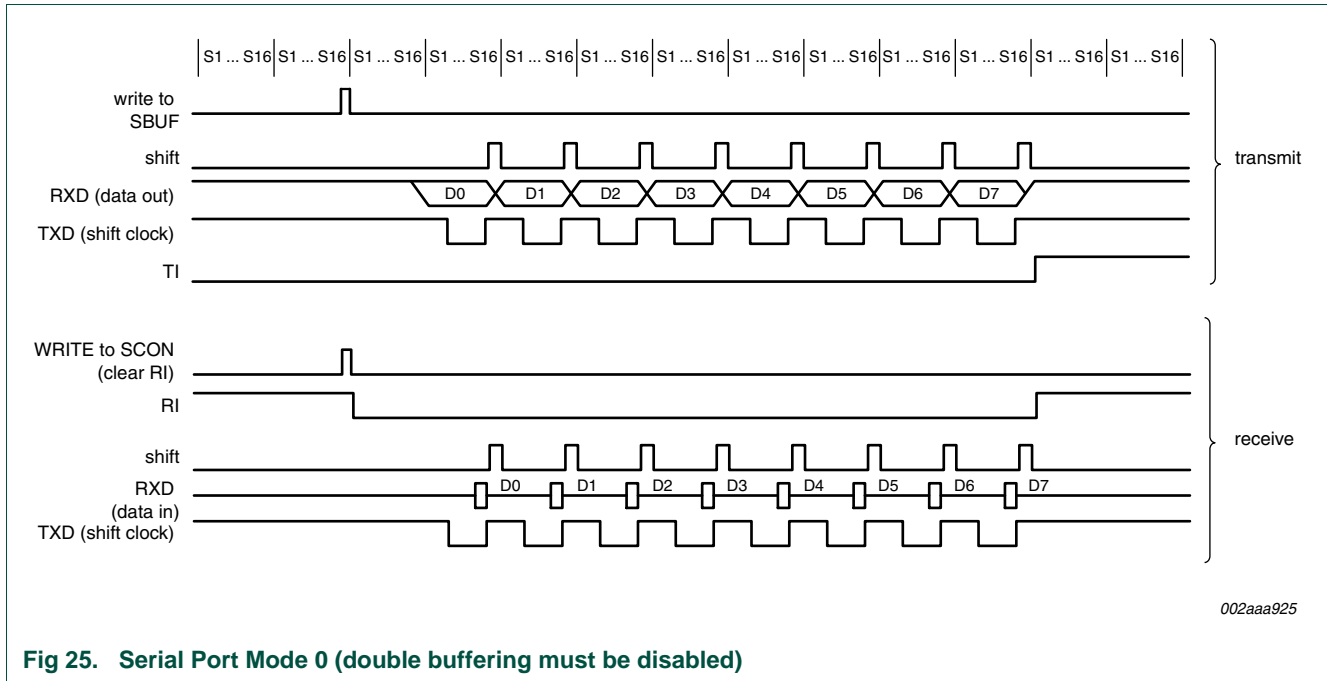 S1 ... S16 S1 ... S16 S1 ... S16 S1 ... S16 S1 ... S16 S1 ... S16 S1 ... S16 S1 ... S16 S1 ... S16 S1 ... S16 S1 ... S16 S1 ... S16 S1 ... S16
write to
SBUF
shift
transmit
RXD (data out)
D0 D1 D2 D3 D4 D5 D6 D7
TXD (shift clock)
TI
WRITE to SCON
(clear RI)
RI
shift
receive
RXD
(data in)
D0 D1 D2 D3 D4 D5 D6 D7
TXD (shift clock)
002aaa925
Fig 25. Serial Port Mode 0 (double buffering must be disabled)